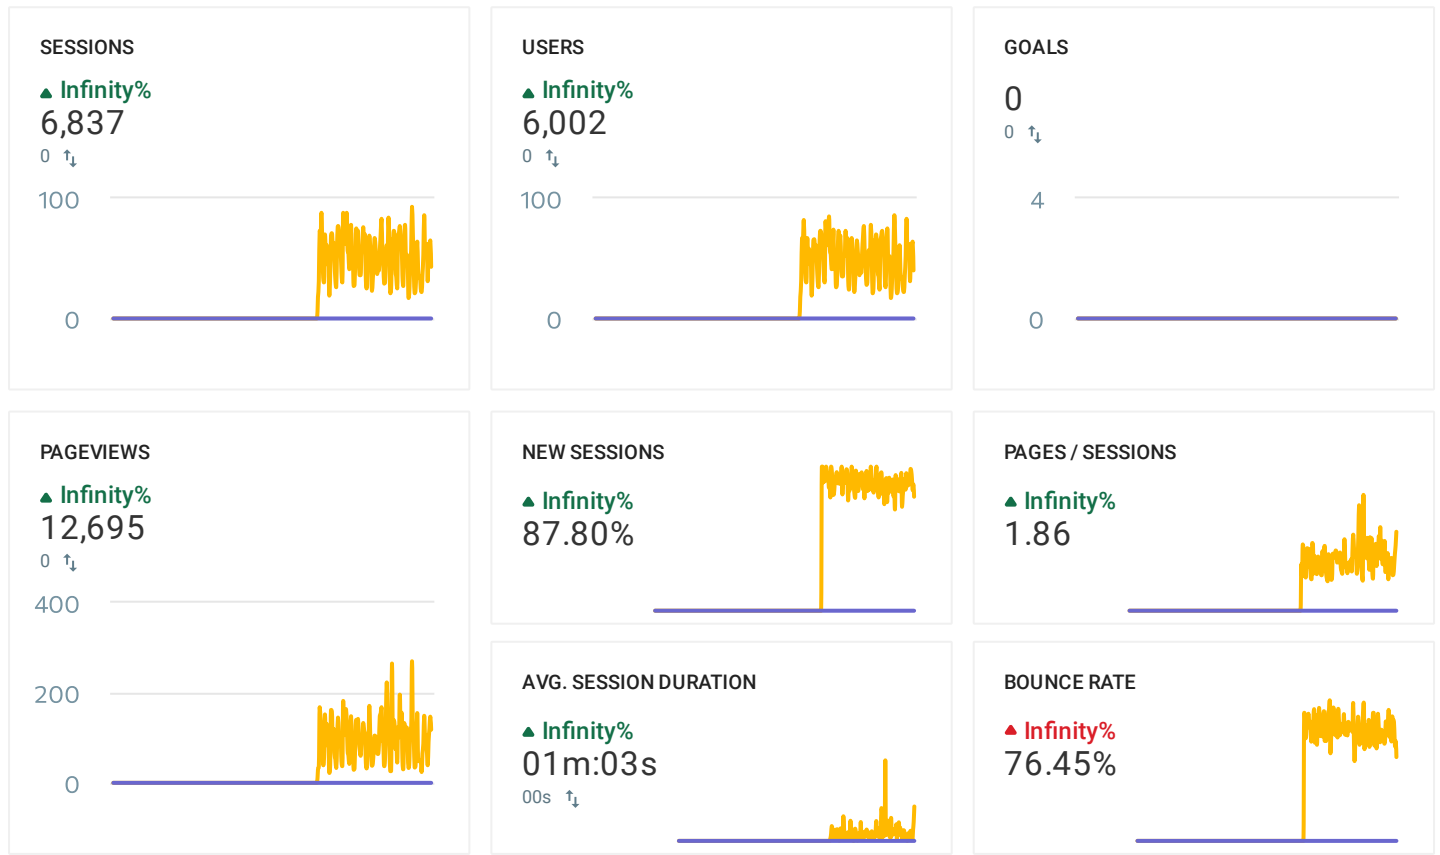 SESSIONS
Infinity%
6,837
0
100
0
USERS
Infinity%
6,002
0
100
0
GOALS
0
0
4
0
PAGEVIEWS
Infinity%
12,695
0
400
200
0
NEW SESSIONS
Infinity%
87.80%
PAGES / SESSIONS
Infinity%
1.86
AVG. SESSION DURATION
Infinity%
01m:03s
00s
BOUNCE RATE
Infinity%
76.45%